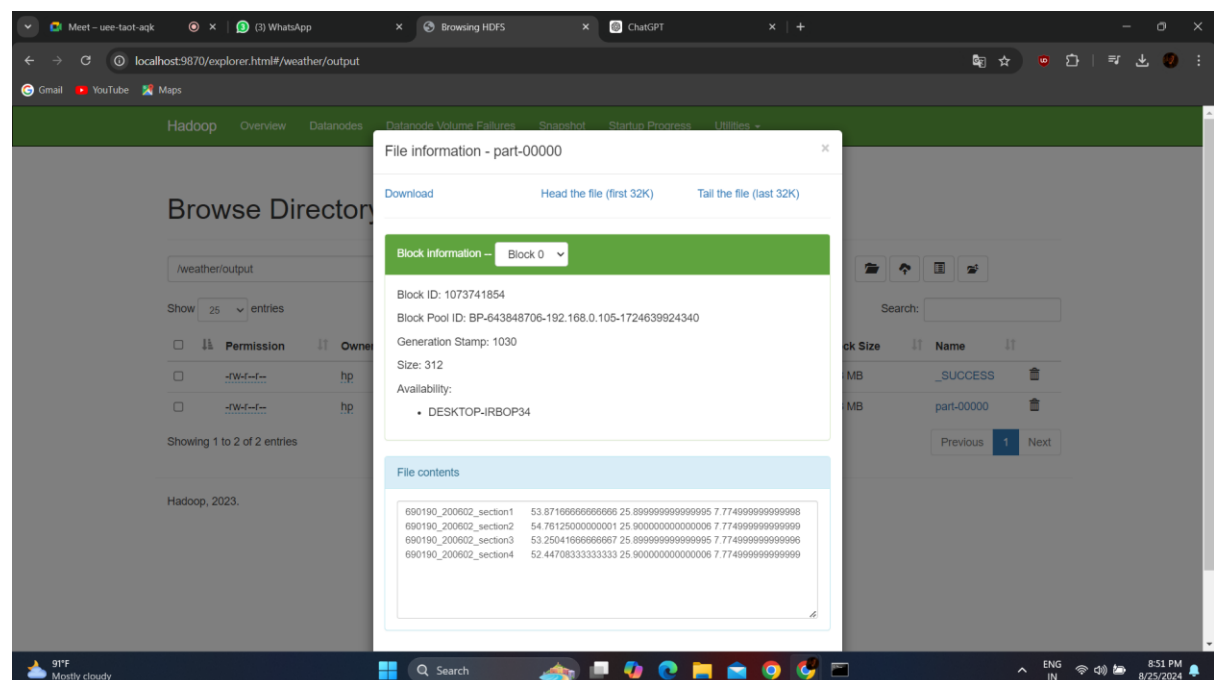 Meet – uee-taot-aqk
(3) WhatsApp
Browsing HDFS
ChatGPT
localhost:9870/explorer.html#/weather/output
Gmail YouTube Maps
Hadoop Overview Datanodes Datanode Volume Failures Snapshot Startup Progress Utilities
File information - part-00000
Download Head the file (first 32K) Tail the file (last 32K)
Browse Directory
Block information -- Block 0
/weather/output
Block ID: 1073741854
Show 25 entries
Search:
Block Pool ID: BP-643848706-192.168.0.105-1724639924340
Generation Stamp: 1030
Permission Owner ck Size Name
Size: 312
-rw-r--r-- hp MB _SUCCESS
Availability:
DESKTOP-IRBOP34
-rw-r--r-- hp MB part-00000
Showing 1 to 2 of 2 entries
Previous 1 Next
File contents
Hadoop, 2023.
690190_200602_section1 53.87166666666666 25.899999999999995 7.774999999999998
690190_200602_section2 54.76125000000001 25.900000000000006 7.774999999999999
690190_200602_section3 53.25041666666667 25.899999999999995 7.774999999999996
690190_200602_section4 52.44708333333333 25.900000000000006 7.774999999999999
91°F
Mostly cloudy
Search
ENG
IN
8:51 PM
8/25/2024